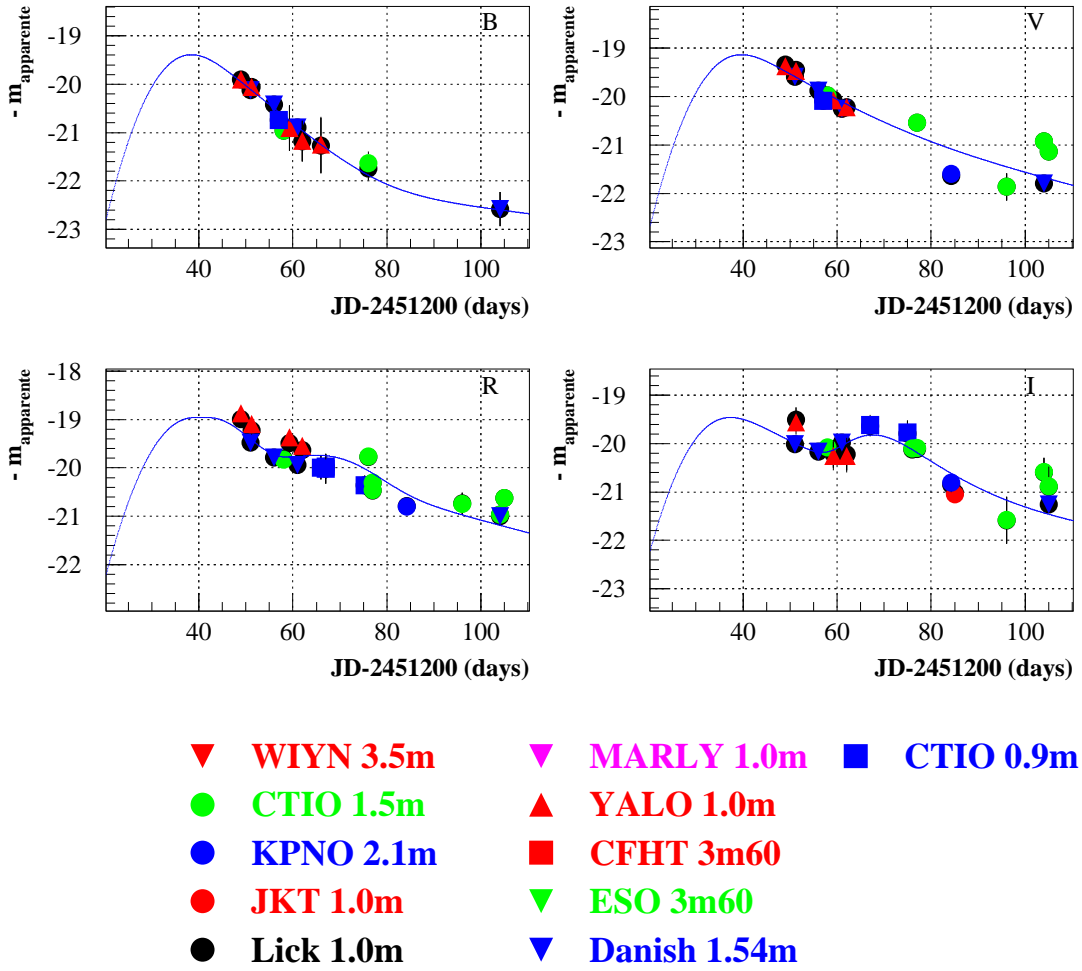 B
- m apparente
-19
-20
-21
-22
-23
40 60 80 100
JD-2451200 (days)
V
- m apparente
-19
-20
-21
-22
-23
40 60 80 100
JD-2451200 (days)
R
- m apparente
-18
-19
-20
-21
-22
40 60 80 100
JD-2451200 (days)
I
- m apparente
-19
-20
-21
-22
-23
40 60 80 100
JD-2451200 (days)
WIYN 3.5m MARLY 1.0m CTIO 0.9m
CTIO 1.5m YALO 1.0m
KPNO 2.1m CFHT 3m60
JKT 1.0m ESO 3m60
Lick 1.0m Danish 1.54m